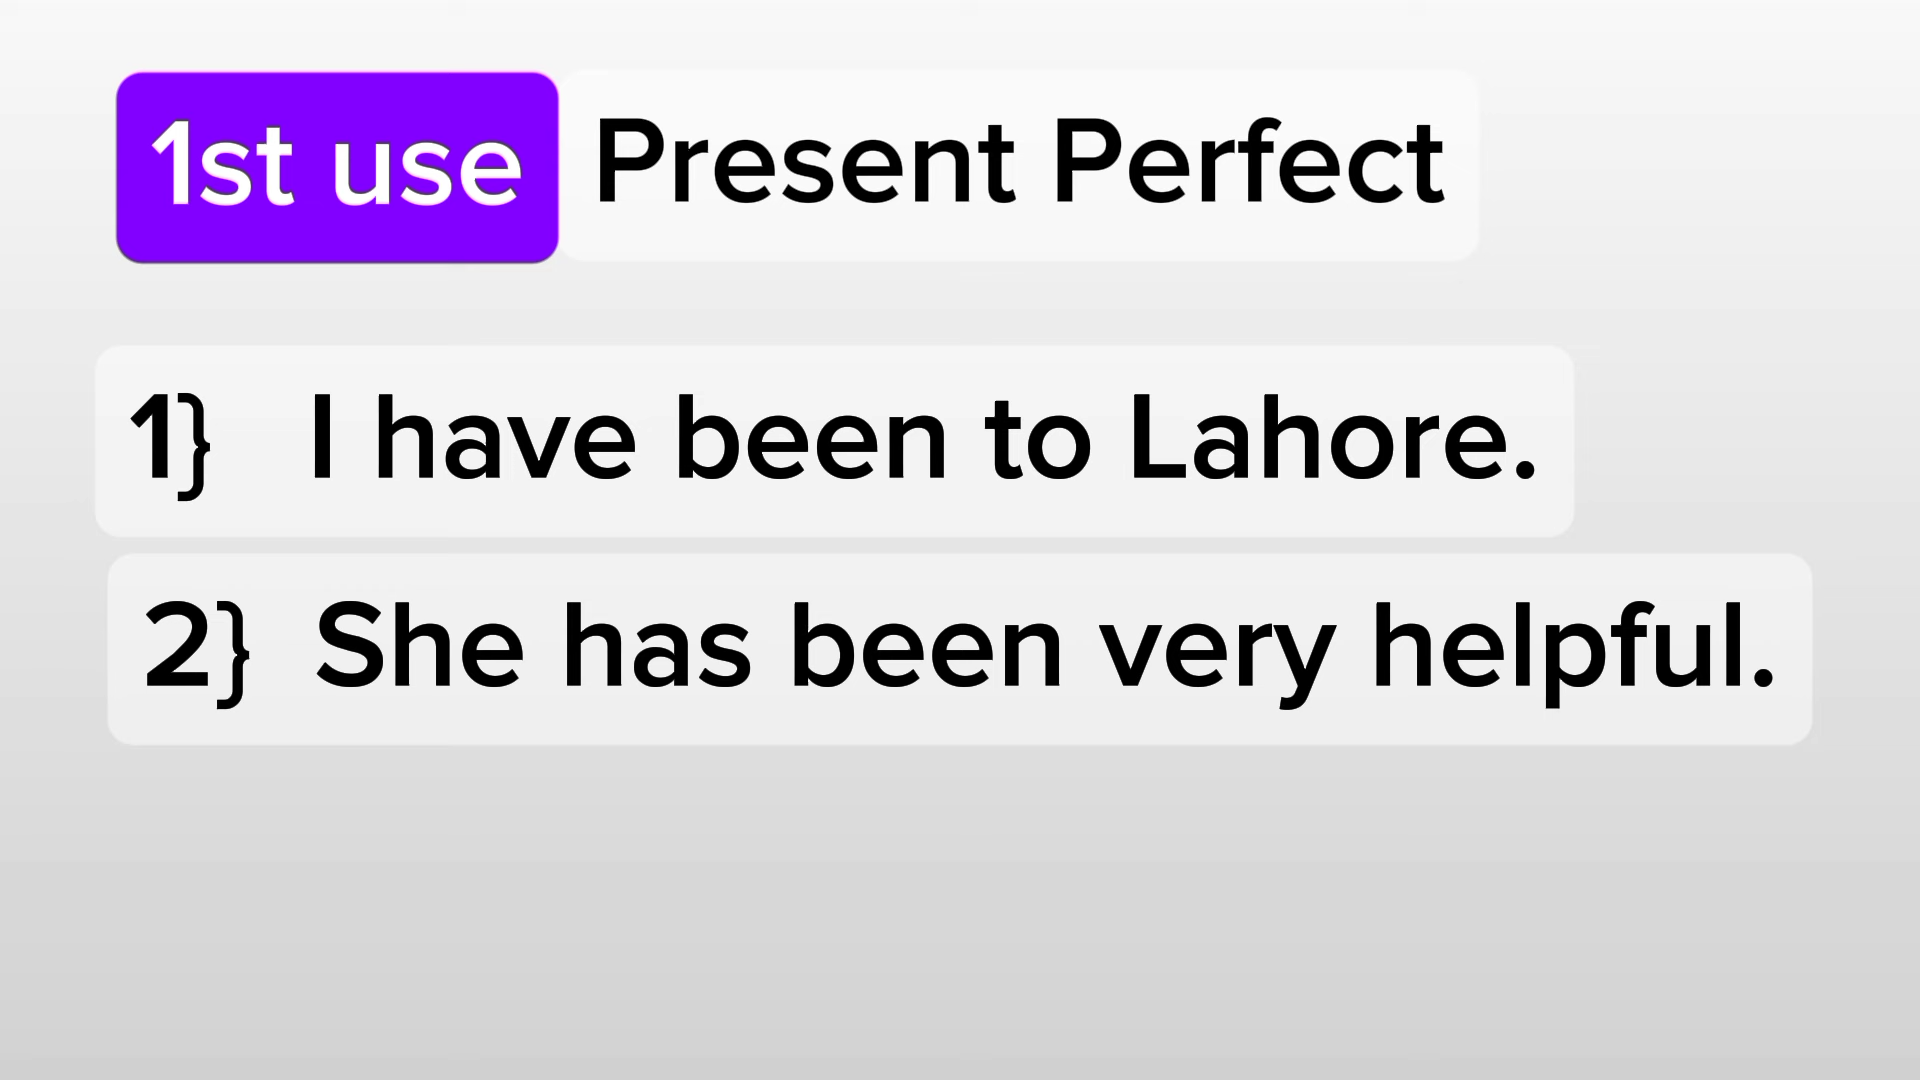 1st use Present Perfect
1} I have been to Lahore.
2} She has been very helpful.